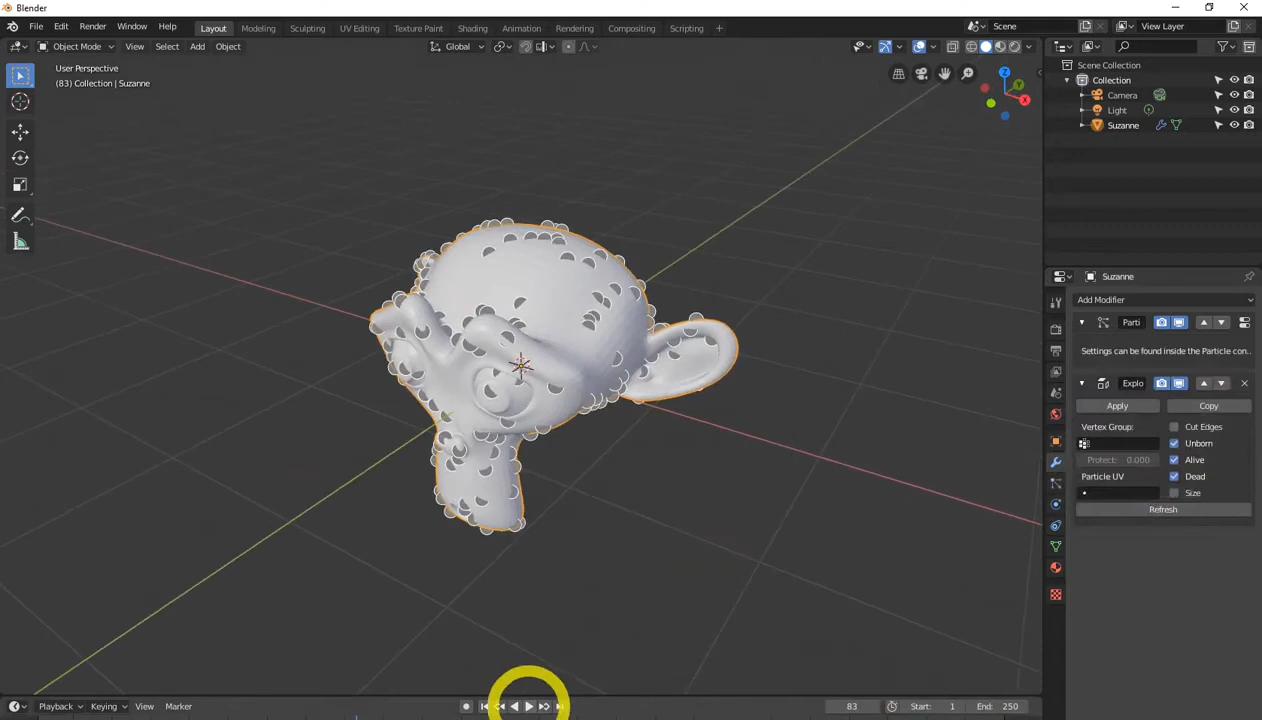 Blender
File Edit Render Window Help Layout Modeling Sculpting UV Editing Texture Paint Shading Animation Rendering Compositing Scripting Scene View Layer
Object Mode View Select Add Object Global
User Perspective
(83) Collection | Suzanne
Scene Collection
Collection
Camera
Light
Suzanne
Suzanne
Add Modifier
Parti
Settings can be found inside the Particle con...
Explo
Apply Copy
Vertex Group: Cut Edges
Unborn
Protect: 0.000 Alive
Particle UV Dead
Size
Refresh
Z
X
Playback Keying View Marker 83 Start: 1 End: 250